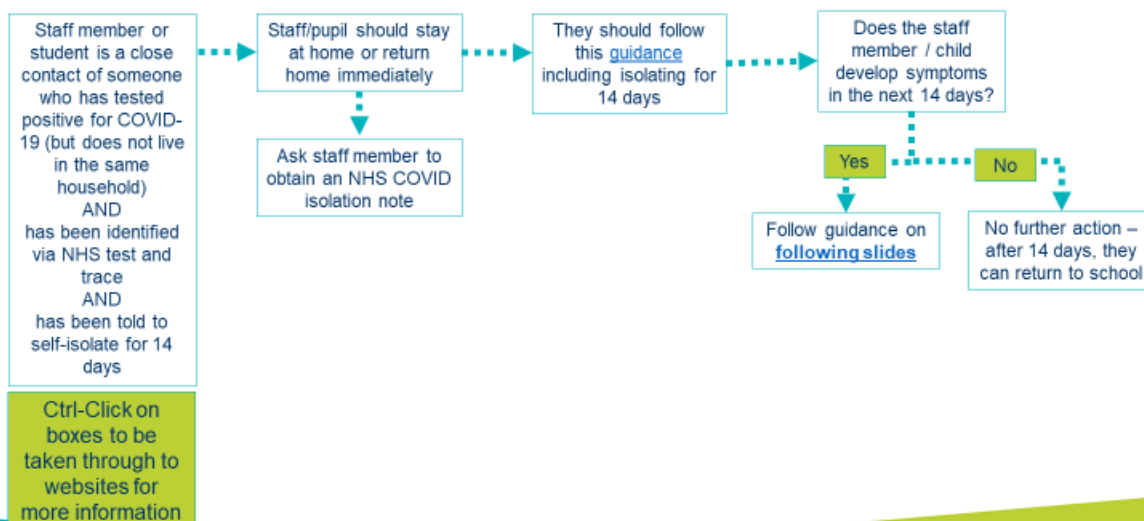 Staff member or
student is a close
contact of someone
who has tested
positive for COVID-
19 (but does not live
in the same
household)
AND
has been identified
via NHS test and
trace
AND
has been told to
self-isolate for 14
days
Ctrl-Click on
boxes to be
taken through to
websites for
more information
Staff/pupil should stay
at home or return
home immediately
Ask staff member to
obtain an NHS COVID
isolation note
They should follow
this guidance
including isolating for
14 days
Does the staff
member / child
develop symptoms
in the next 14 days?
Yes
No
Follow guidance on
following slides
No further action –
after 14 days, they
can return to school